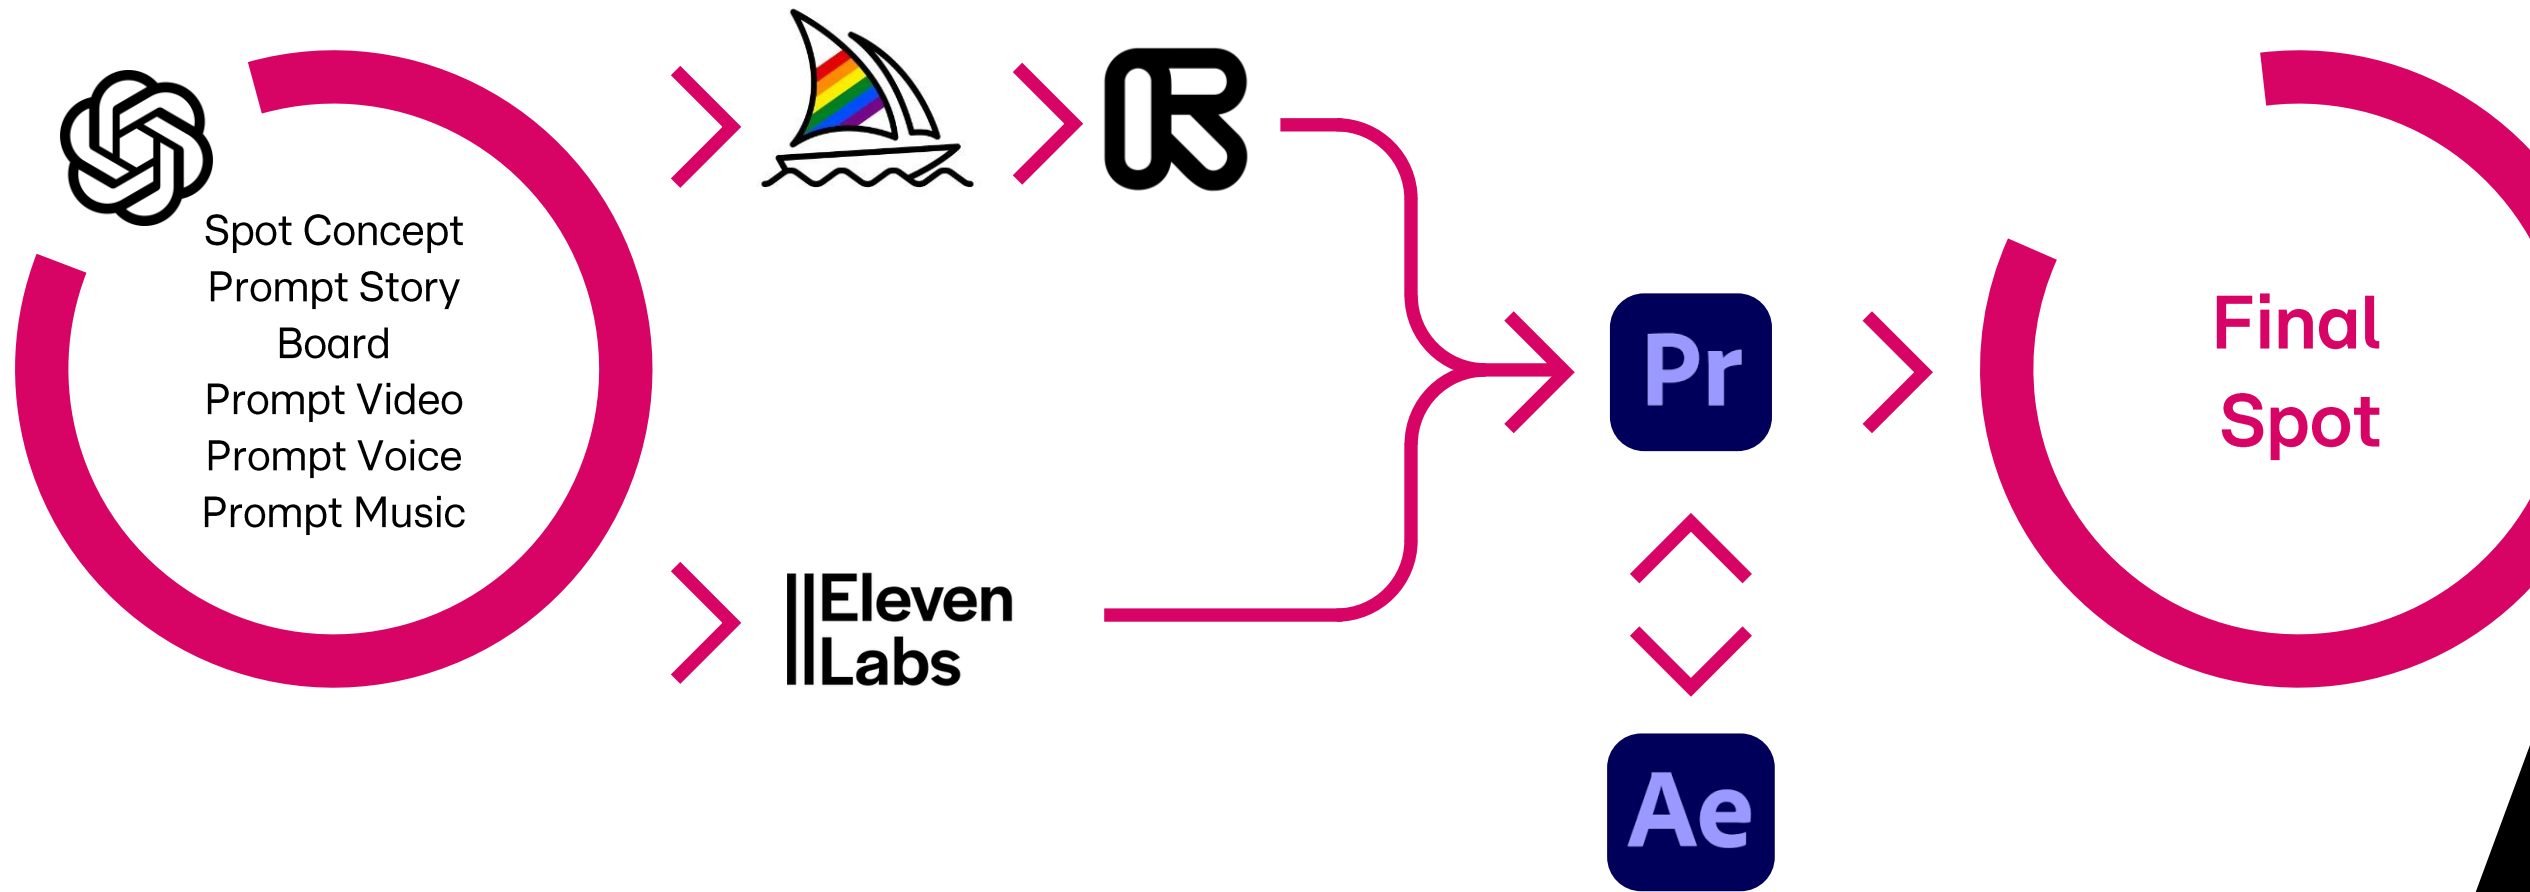 Spot Concept
Prompt Story
Board
Prompt Video
Prompt Voice
Prompt Music
Eleven
Labs
Pr
Ae
Final
Spot